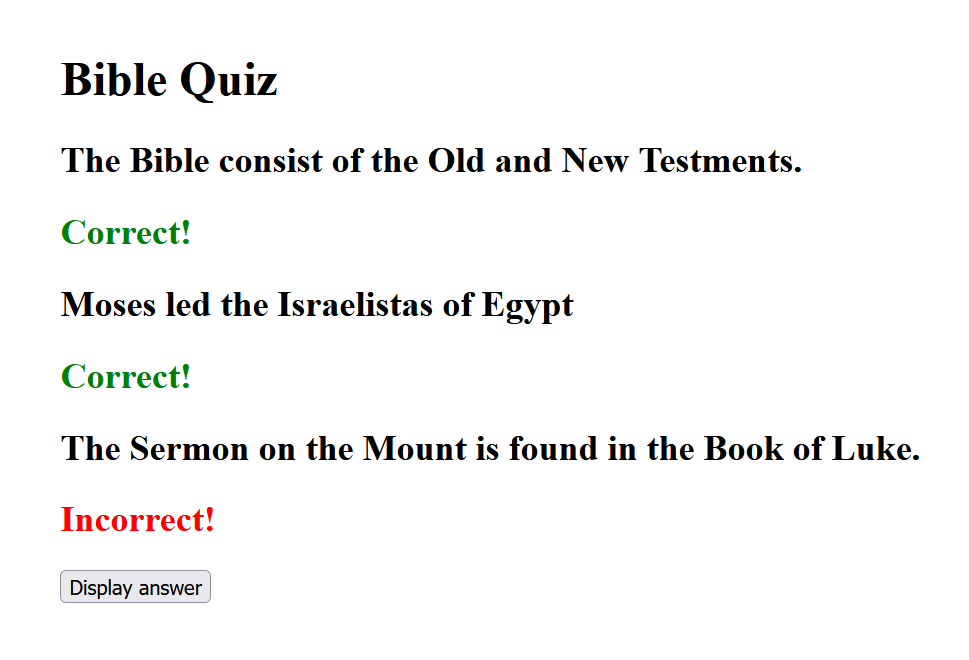 Bible Quiz
The Bible consist of the Old and New Testments.
Correct!
Moses led the Israelistas of Egypt
Correct!
The Sermon on the Mount is found in the Book of Luke.
Incorrect!
Display answer